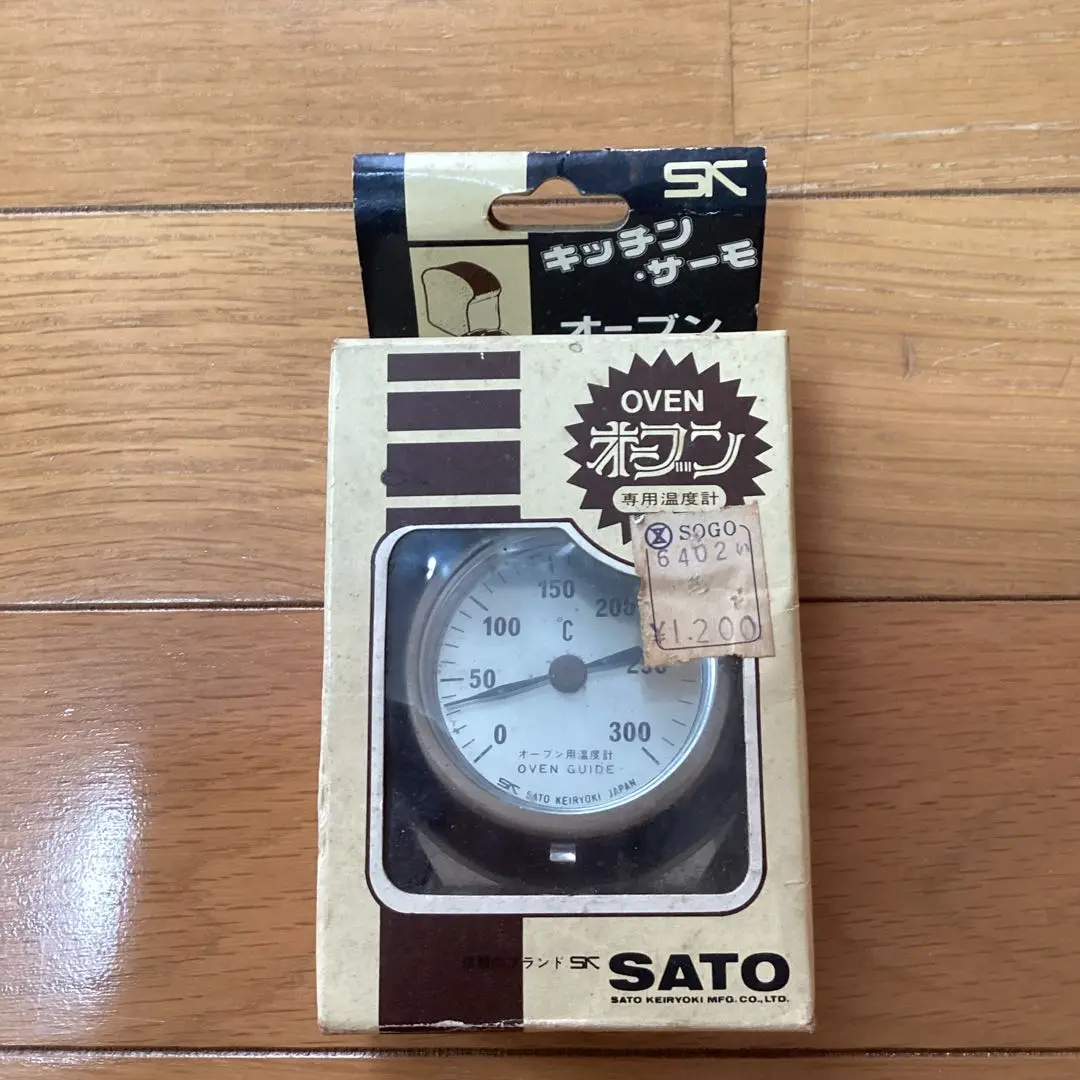 SK
キッチン
・サーモ
オーブン
OVEN
オーブン
専用温度計
SOGO
6402
¥1.200
150
200
100
°C
50
250
0
300
オーブン用温度計
OVEN GUIDE
SK SATO KEIRYOKI JAPAN
ブランド SK SATO
SATO KEIRYOKI MFG. CO., LTD.